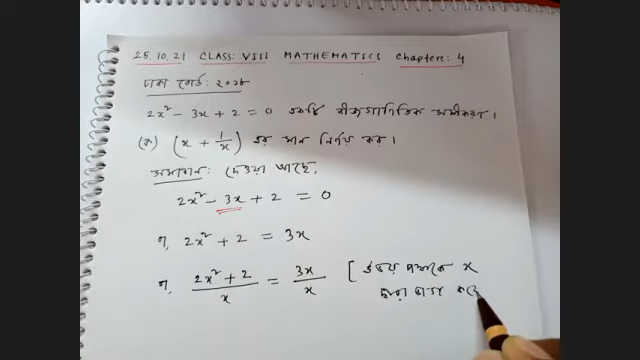 25.10.21 CLASS: VIII MATHEMATICS Chapter: 4
ঢাকা বোর্ড: ২০১৮
2x² - 3x + 2 = 0 একটি বীজগাণিতিক সমীকরণ।
(ক) (x + 1/x) এর মান নির্ণয় কর।
সমাধান: দেওয়া আছে,
2x² - 3x + 2 = 0
বা, 2x² + 2 = 3x
বা, (2x² + 2)/x = 3x/x [উভয় পক্ষকে x
দ্বারা ভাগ করে